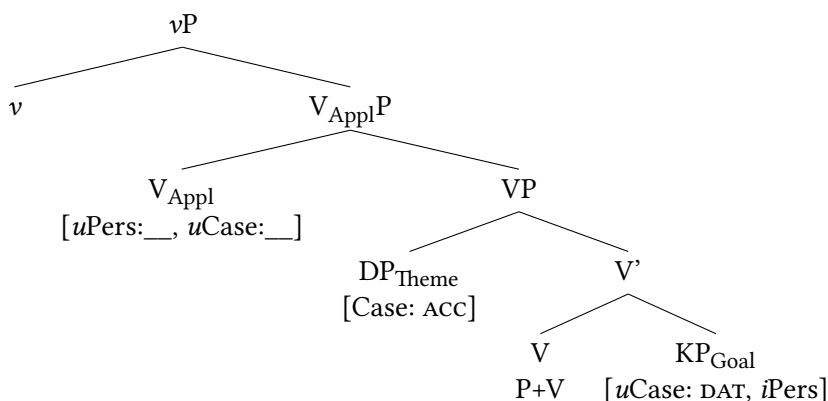 vP
v V_ApplP
V_Appl VP
[uPers:__, uCase:__]
DP_Theme V’
[Case: ACC]
V KP_Goal
P+V [uCase: DAT, iPers]